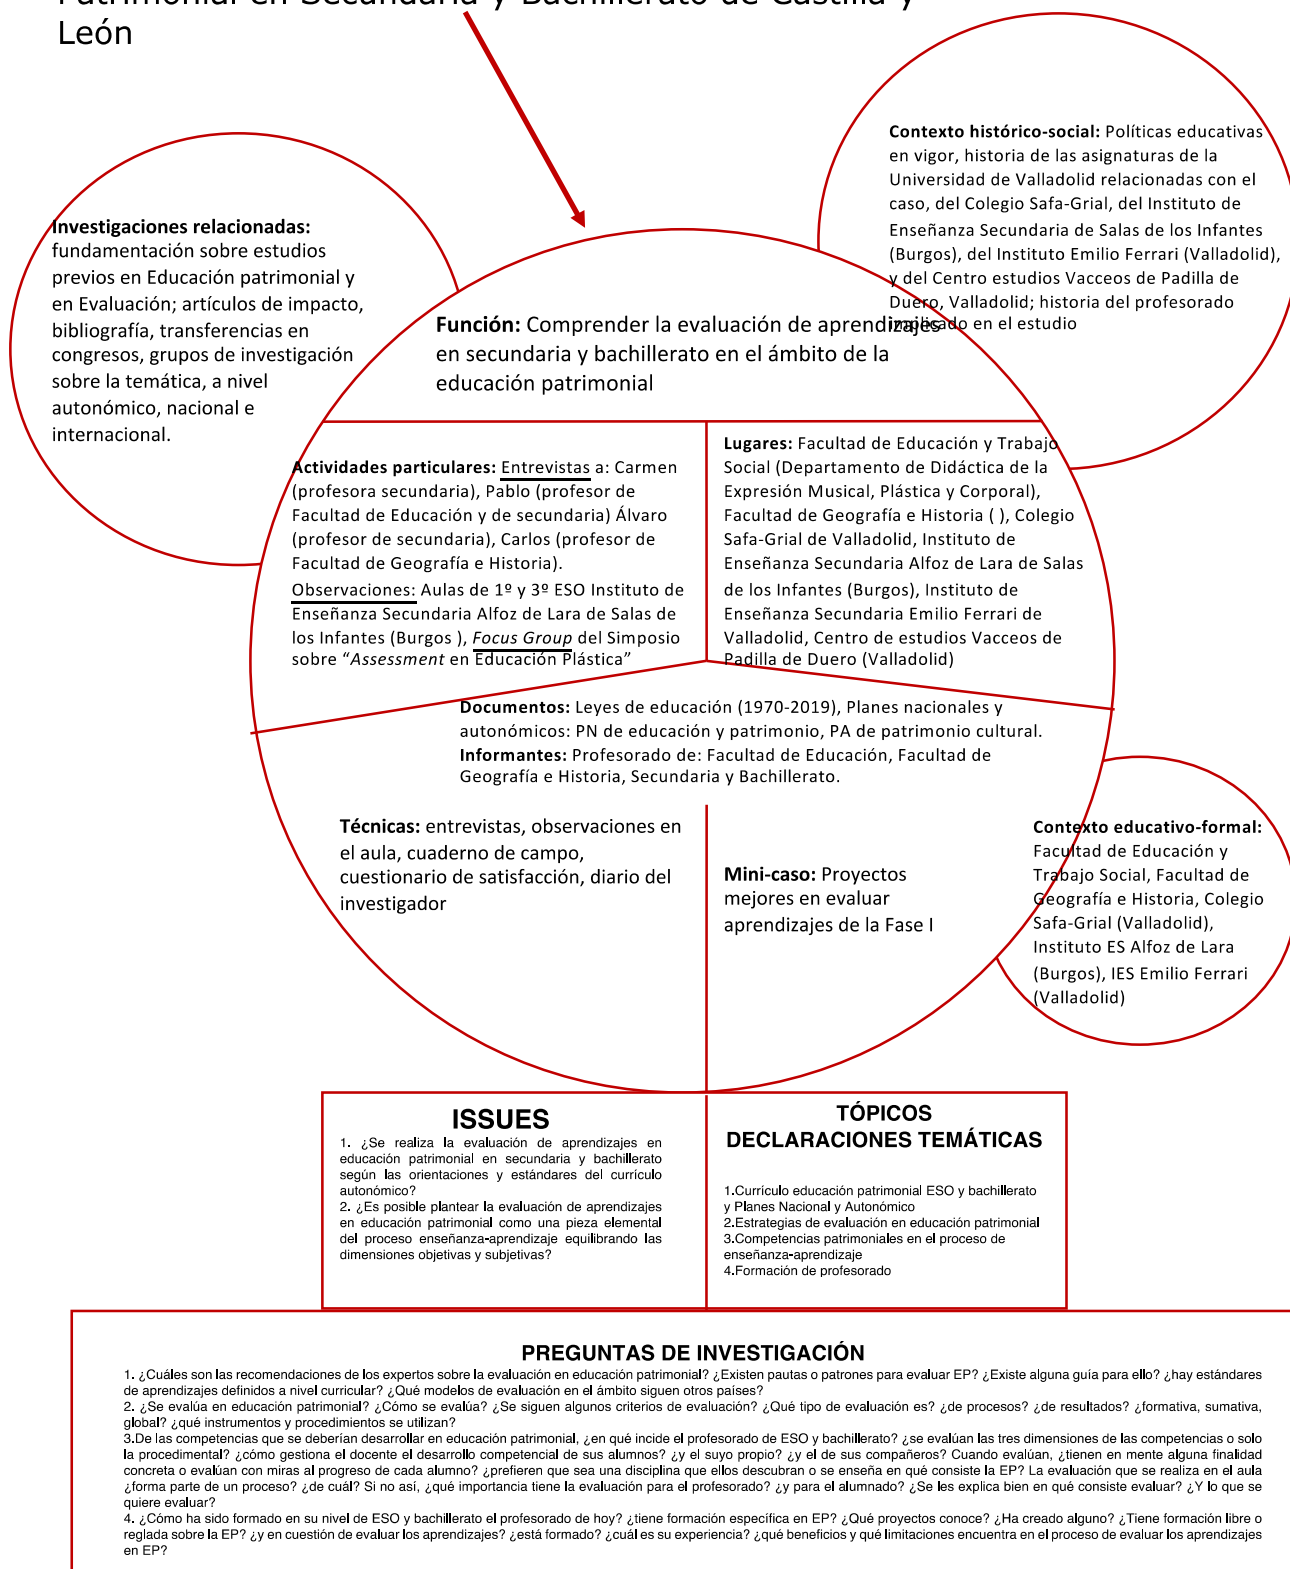 Patrimonial en Secundaria y Bachillerato de Castilla y
León
Contexto histórico-social: Políticas educativas
en vigor, historia de las asignaturas de la
Universidad de Valladolid relacionadas con el
caso, del Colegio Safa-Grial, del Instituto de
Enseñanza Secundaria de Salas de los Infantes
(Burgos), del Instituto Emilio Ferrari (Valladolid),
y del Centro estudios Vacceos de Padilla de
Duero, Valladolid; historia del profesorado
implicado en el estudio
Investigaciones relacionadas:
fundamentación sobre estudios
previos en Educación patrimonial y
en Evaluación; artículos de impacto,
bibliografía, transferencias en
congresos, grupos de investigación
sobre la temática, a nivel
autonómico, nacional e
internacional.
Función: Comprender la evaluación de aprendizajes
en secundaria y bachillerato en el ámbito de la
educación patrimonial
Actividades particulares: Entrevistas a: Carmen
(profesora secundaria), Pablo (profesor de
Facultad de Educación y de secundaria) Álvaro
(profesor de secundaria), Carlos (profesor de
Facultad de Geografía e Historia).
Observaciones: Aulas de 1º y 3º ESO Instituto de
Enseñanza Secundaria Alfoz de Lara de Salas de
los Infantes (Burgos ), Focus Group del Simposio
sobre “Assessment en Educación Plástica”
Lugares: Facultad de Educación y Trabajo
Social (Departamento de Didáctica de la
Expresión Musical, Plástica y Corporal),
Facultad de Geografía e Historia ( ), Colegio
Safa-Grial de Valladolid, Instituto de
Enseñanza Secundaria Alfoz de Lara de Salas
de los Infantes (Burgos), Instituto de
Enseñanza Secundaria Emilio Ferrari de
Valladolid, Centro de estudios Vacceos de
Padilla de Duero (Valladolid)
Documentos: Leyes de educación (1970-2019), Planes nacionales y
autonómicos: PN de educación y patrimonio, PA de patrimonio cultural.
Informantes: Profesorado de: Facultad de Educación, Facultad de
Geografía e Historia, Secundaria y Bachillerato.
Técnicas: entrevistas, observaciones en
el aula, cuaderno de campo,
cuestionario de satisfacción, diario del
investigador
Mini-caso: Proyectos
mejores en evaluar
aprendizajes de la Fase I
Contexto educativo-formal:
Facultad de Educación y
Trabajo Social, Facultad de
Geografía e Historia, Colegio
Safa-Grial (Valladolid),
Instituto ES Alfoz de Lara
(Burgos), IES Emilio Ferrari
(Valladolid)
ISSUES
1. ¿Se realiza la evaluación de aprendizajes en
educación patrimonial en secundaria y bachillerato
según las orientaciones y estándares del currículo
autonómico?
2. ¿Es posible plantear la evaluación de aprendizajes
en educación patrimonial como una pieza elemental
del proceso enseñanza-aprendizaje equilibrando las
dimensiones objetivas y subjetivas?
TÓPICOS
DECLARACIONES TEMÁTICAS
1.Currículo educación patrimonial ESO y bachillerato
y Planes Nacional y Autonómico
2.Estrategias de evaluación en educación patrimonial
3.Competencias patrimoniales en el proceso de
enseñanza-aprendizaje
4.Formación de profesorado
PREGUNTAS DE INVESTIGACIÓN
1. ¿Cuáles son las recomendaciones de los expertos sobre la evaluación en educación patrimonial? ¿Existen pautas o patrones para evaluar EP? ¿Existe alguna guía para ello? ¿hay estándares
de aprendizajes definidos a nivel curricular? ¿Qué modelos de evaluación en el ámbito siguen otros países?
2. ¿Se evalúa en educación patrimonial? ¿Cómo se evalúa? ¿Se siguen algunos criterios de evaluación? ¿Qué tipo de evaluación es? ¿de procesos? ¿de resultados? ¿formativa, sumativa,
global? ¿qué instrumentos y procedimientos se utilizan?
3.De las competencias que se deberían desarrollar en educación patrimonial, ¿en qué incide el profesorado de ESO y bachillerato? ¿se evalúan las tres dimensiones de las competencias o solo
la procedimental? ¿cómo gestiona el docente el desarrollo competencial de sus alumnos? ¿y el suyo propio? ¿y el de sus compañeros? Cuando evalúan, ¿tienen en mente alguna finalidad
concreta o evalúan con miras al progreso de cada alumno? ¿prefieren que sea una disciplina que ellos descubran o se enseña en qué consiste la EP? La evaluación que se realiza en el aula
¿forma parte de un proceso? ¿de cuál? Si no así, ¿qué importancia tiene la evaluación para el profesorado? ¿y para el alumnado? ¿Se les explica bien en qué consiste evaluar? ¿Y lo que se
quiere evaluar?
4. ¿Cómo ha sido formado en su nivel de ESO y bachillerato el profesorado de hoy? ¿tiene formación específica en EP? ¿Qué proyectos conoce? ¿Ha creado alguno? ¿Tiene formación libre o
reglada sobre la EP? ¿y en cuestión de evaluar los aprendizajes? ¿está formado? ¿cuál es su experiencia? ¿qué beneficios y qué limitaciones encuentra en el proceso de evaluar los aprendizajes
en EP?